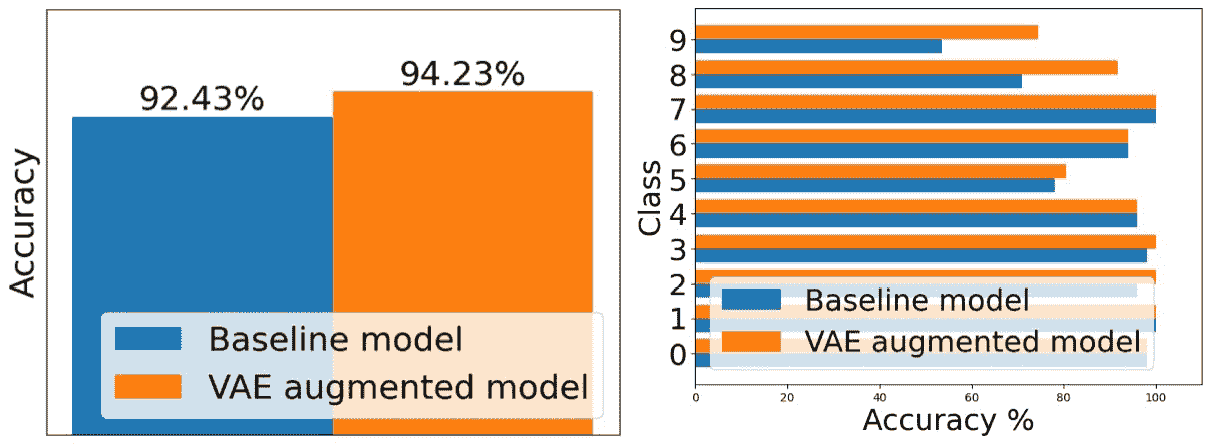 92.43%
94.23%
Accuracy
Baseline model
VAE augmented model
Class
9
8
7
6
5
4
3
2
1
0
Baseline model
VAE augmented model
0 20 40 60 80 100
Accuracy %